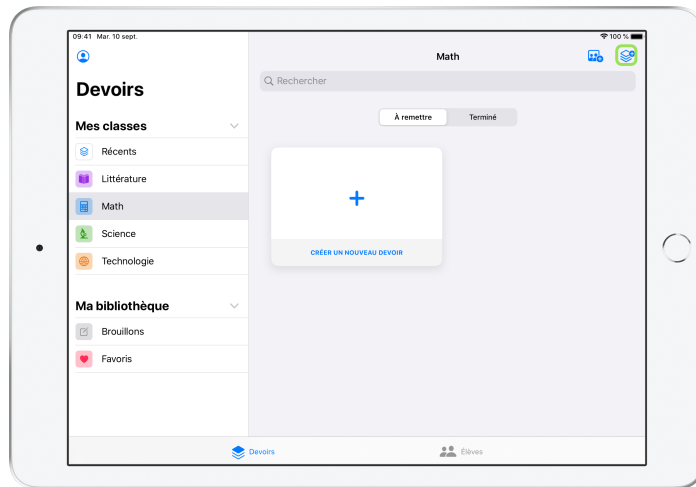 09:41 Mar. 10 sept.
100 %
Devoirs
Mes classes
Récents
Littérature
Math
Science
Technologie
Ma bibliothèque
Brouillons
Favoris
Math
Rechercher
À remettre
Terminé
CRÉER UN NOUVEAU DEVOIR
Devoirs
Élèves